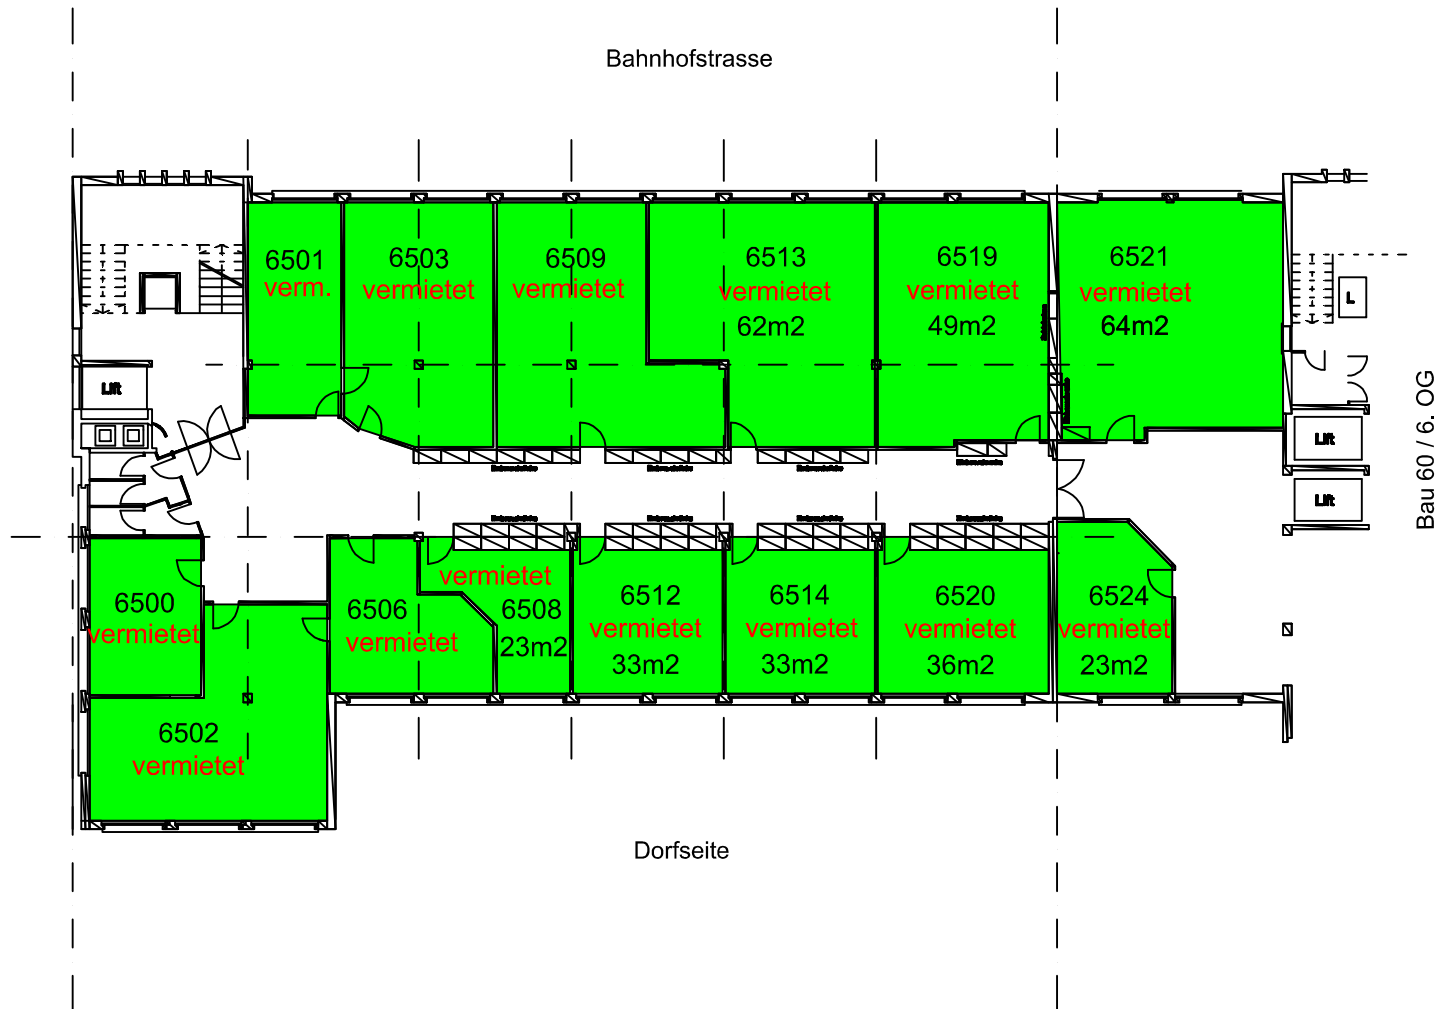 Bahnhofstrasse
6501
verm.
6503
vermietet
6509
vermietet
6513
vermietet
62m2
6519
vermietet
49m2
6521
vermietet
64m2
L
Lift
Lift
Lift
Bau 60 / 6. OG
6500
vermietet
6502
vermietet
6506
vermietet
vermietet
6508
23m2
6512
vermietet
33m2
6514
vermietet
33m2
6520
vermietet
36m2
6524
vermietet
23m2
Dorfseite